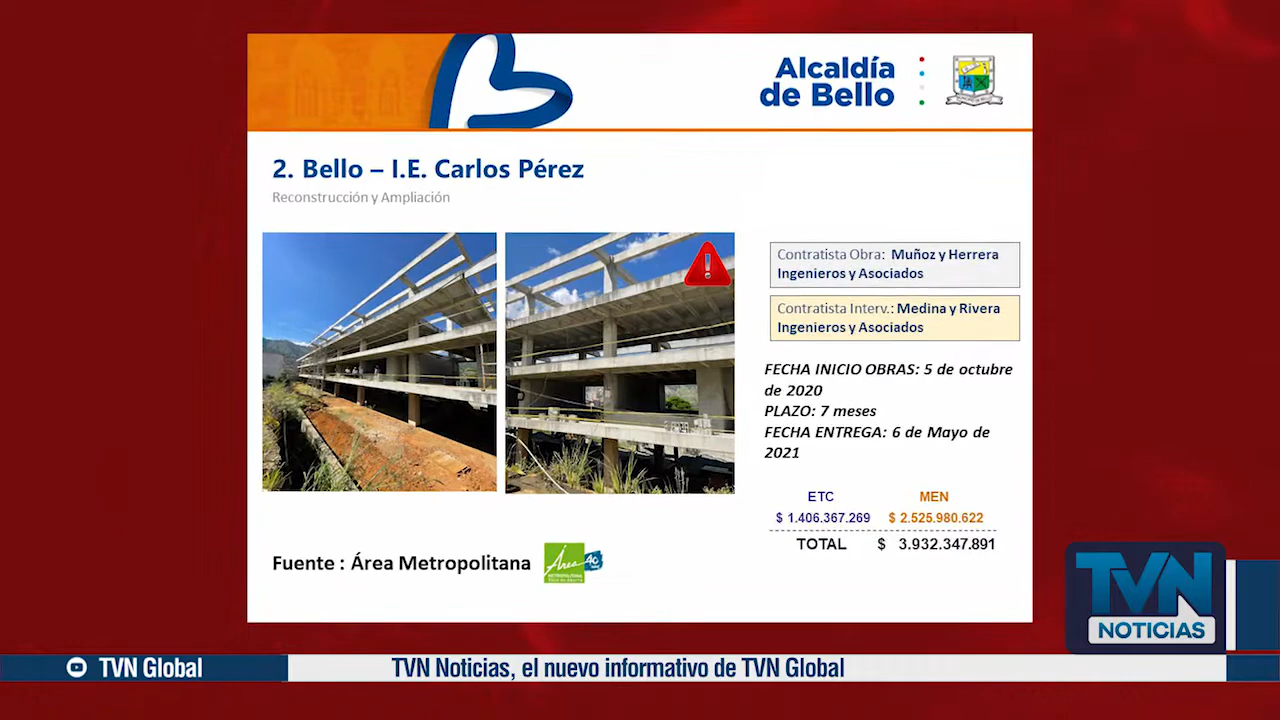 Alcaldía
de Bello
2. Bello – I.E. Carlos Pérez
Reconstrucción y Ampliación
Contratista Obra: Muñoz y Herrera
Ingenieros y Asociados
Contratista Interv.: Medina y Rivera
Ingenieros y Asociados
FECHA INICIO OBRAS: 5 de octubre
de 2020
PLAZO: 7 meses
FECHA ENTREGA: 6 de Mayo de
2021
ETC MEN
$ 1.406.367.269 $ 2.525.980.622
TOTAL $ 3.932.347.891
Fuente : Área Metropolitana
Área
METROPOLITANA
TVN
NOTICIAS
TVN Global
TVN Noticias, el nuevo informativo de TVN Global